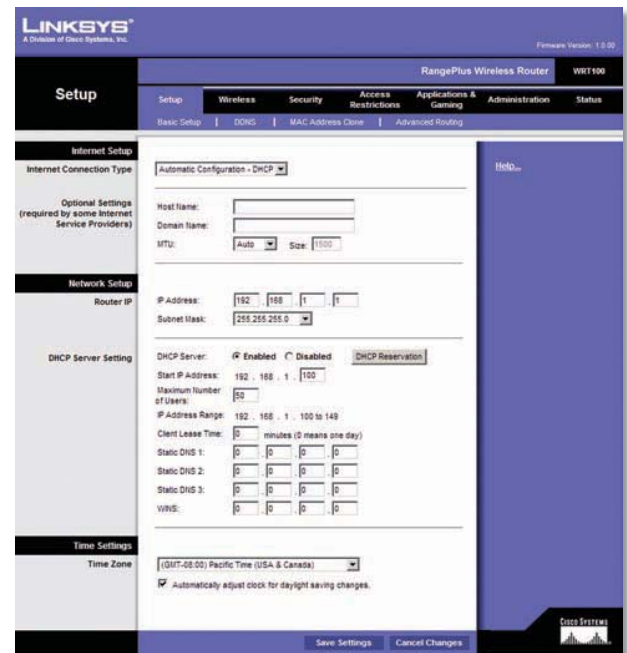 LINKSYS®
A Division of Cisco Systems, Inc.
Firmware Version: 1.0.00
RangePlus Wireless Router WRT100
Setup
Setup Wireless Security Access Restrictions Applications & Gaming Administration Status
Basic Setup | DDNS | MAC Address Clone | Advanced Routing
Internet Setup
Internet Connection Type
Automatic Configuration - DHCP
Help...
Optional Settings
(required by some Internet
Service Providers)
Host Name:
Domain Name:
MTU: Auto Size: 1500
Network Setup
Router IP
IP Address: 192 . 168 . 1 . 1
Subnet Mask: 255.255.255.0
DHCP Server Setting
DHCP Server: Enabled Disabled DHCP Reservation
Start IP Address: 192 . 168 . 1 . 100
Maximum Number
of Users: 50
IP Address Range: 192 . 168 . 1 . 100 to 149
Client Lease Time: 0 minutes (0 means one day)
Static DNS 1: 0 . 0 . 0 . 0
Static DNS 2: 0 . 0 . 0 . 0
Static DNS 3: 0 . 0 . 0 . 0
WINS: 0 . 0 . 0 . 0
Time Settings
Time Zone
(GMT-08:00) Pacific Time (USA & Canada)
Automatically adjust clock for daylight saving changes.
Save Settings Cancel Changes
CISCO SYSTEMS